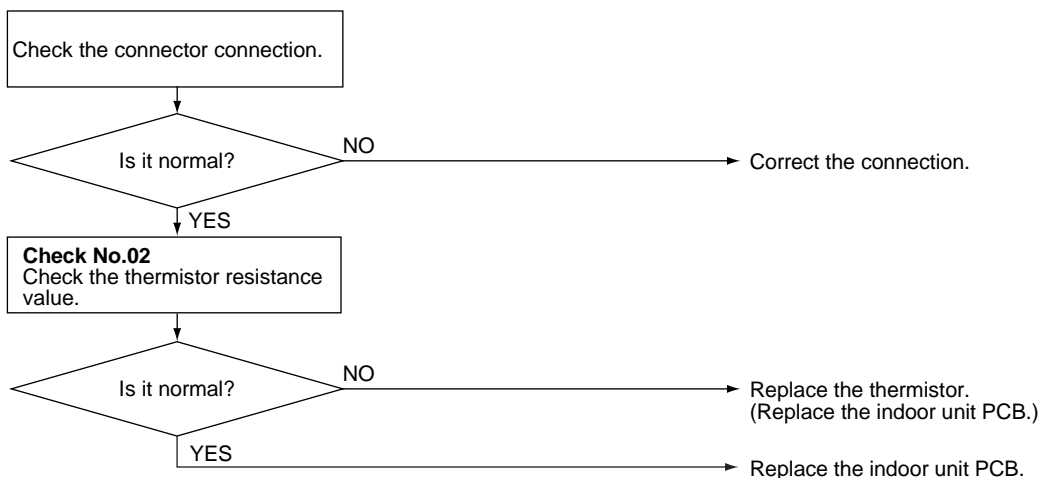 Check the connector connection.
Is it normal?
NO
Correct the connection.
YES
Check No.02
Check the thermistor resistance
value.
Is it normal?
NO
Replace the thermistor.
(Replace the indoor unit PCB.)
YES
Replace the indoor unit PCB.